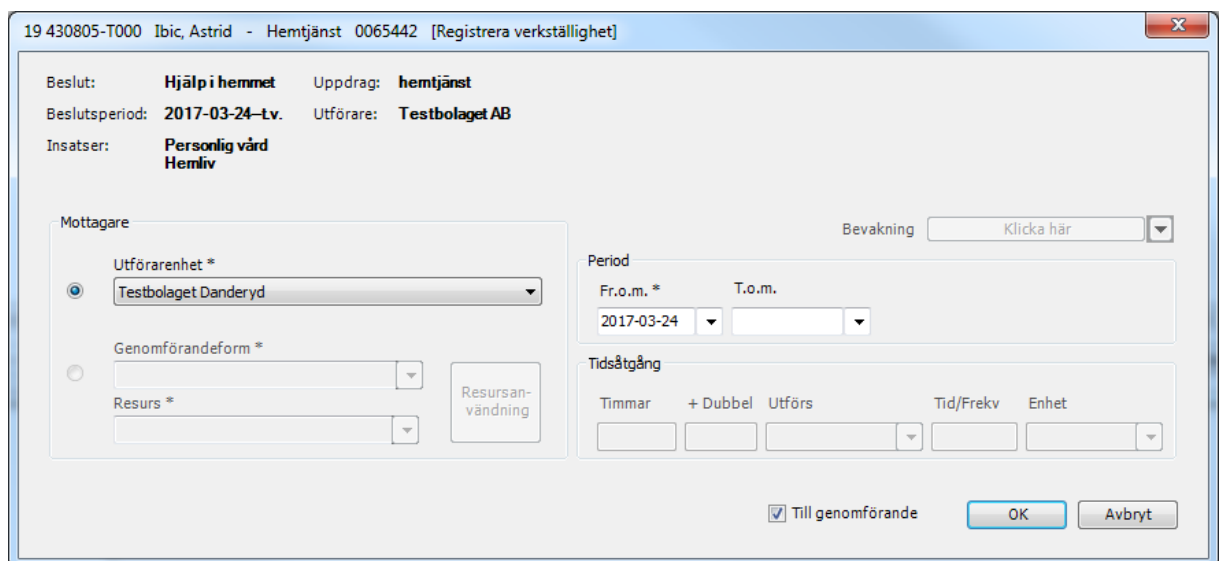 19 430805-T000 Ibic, Astrid - Hemtjänst 0065442 [Registrera verkställighet]
Beslut: Hjälp i hemmet Uppdrag: hemtjänst
Beslutsperiod: 2017-03-24--t.v. Utförare: Testbolaget AB
Insatser: Personlig vård
Hemliv
Mottagare
Utförarenhet *
Testbolaget Danderyd
Genomförandeform *
Resurs *
Resursan-
vändning
Bevakning Klicka här
Period
Fr.o.m. * T.o.m.
2017-03-24
Tidsåtgång
Timmar + Dubbel Utförs Tid/Frekv Enhet
Till genomförande OK Avbryt